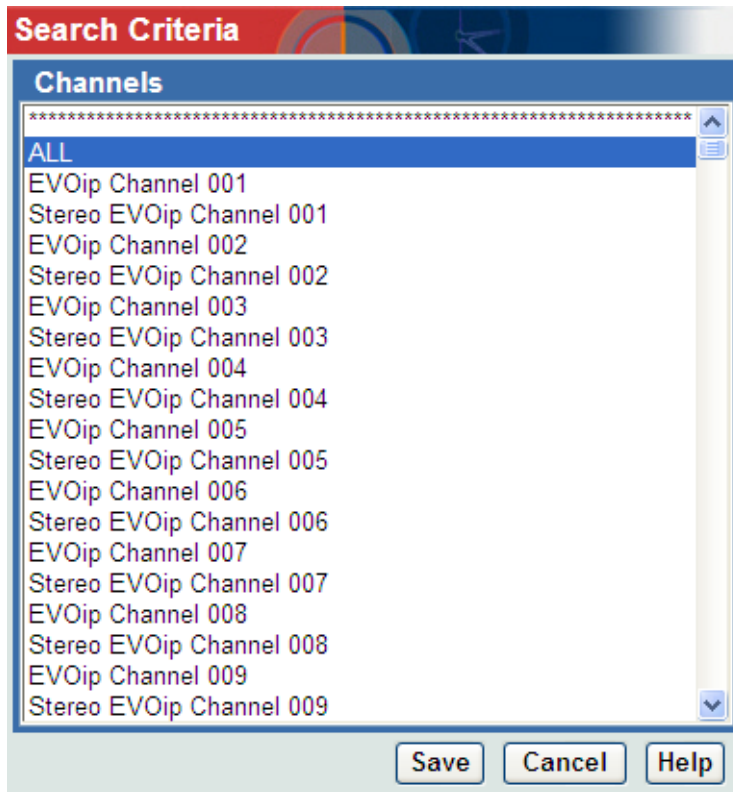 Search Criteria
Channels
*********************************************************************
ALL
EVOip Channel 001
Stereo EVOip Channel 001
EVOip Channel 002
Stereo EVOip Channel 002
EVOip Channel 003
Stereo EVOip Channel 003
EVOip Channel 004
Stereo EVOip Channel 004
EVOip Channel 005
Stereo EVOip Channel 005
EVOip Channel 006
Stereo EVOip Channel 006
EVOip Channel 007
Stereo EVOip Channel 007
EVOip Channel 008
Stereo EVOip Channel 008
EVOip Channel 009
Stereo EVOip Channel 009
Save Cancel Help